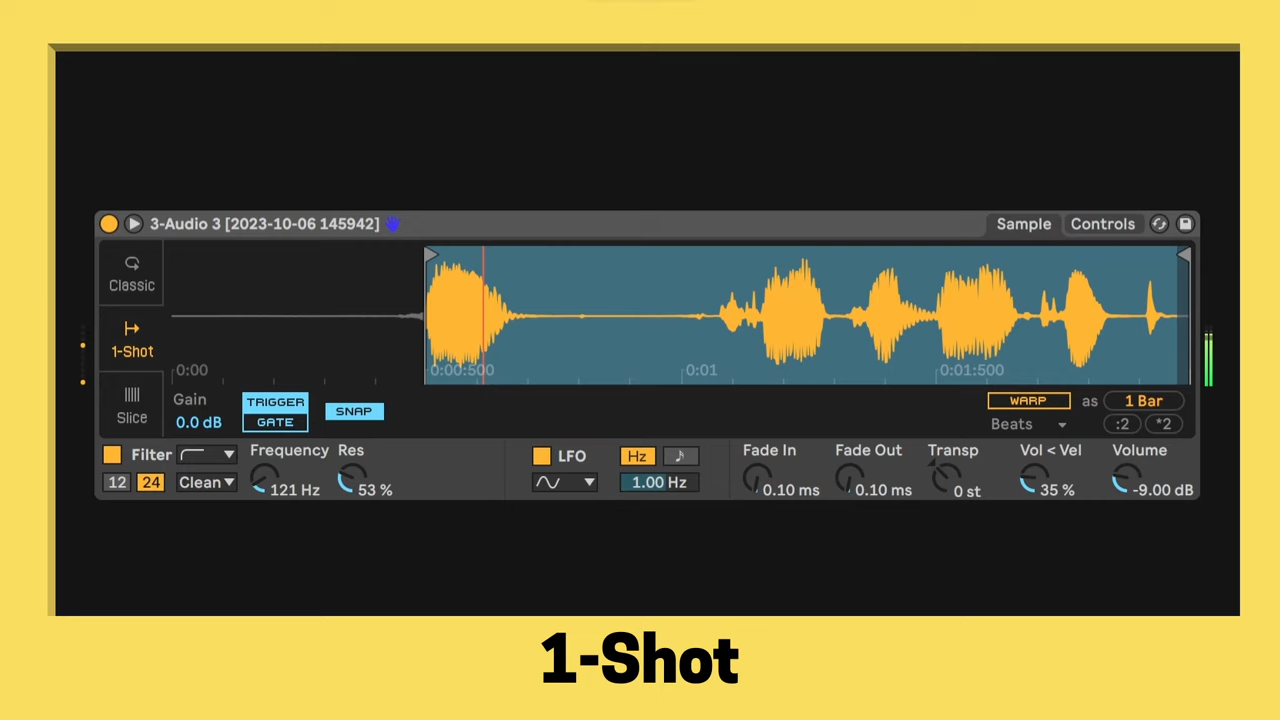 3-Audio 3 [2023-10-06 145942]
Sample
Controls
Classic
1-Shot
Slice
0:00
0:00:500
0:01
0:01:500
Gain
0.0 dB
TRIGGER
GATE
SNAP
WARP as 1 Bar
Beats :2 *2
Filter
12 24 Clean
Frequency
121 Hz
Res
53 %
LFO Hz
1.00 Hz
Fade In
0.10 ms
Fade Out
0.10 ms
Transp
0 st
Vol < Vel
35 %
Volume
-9.00 dB
1-Shot